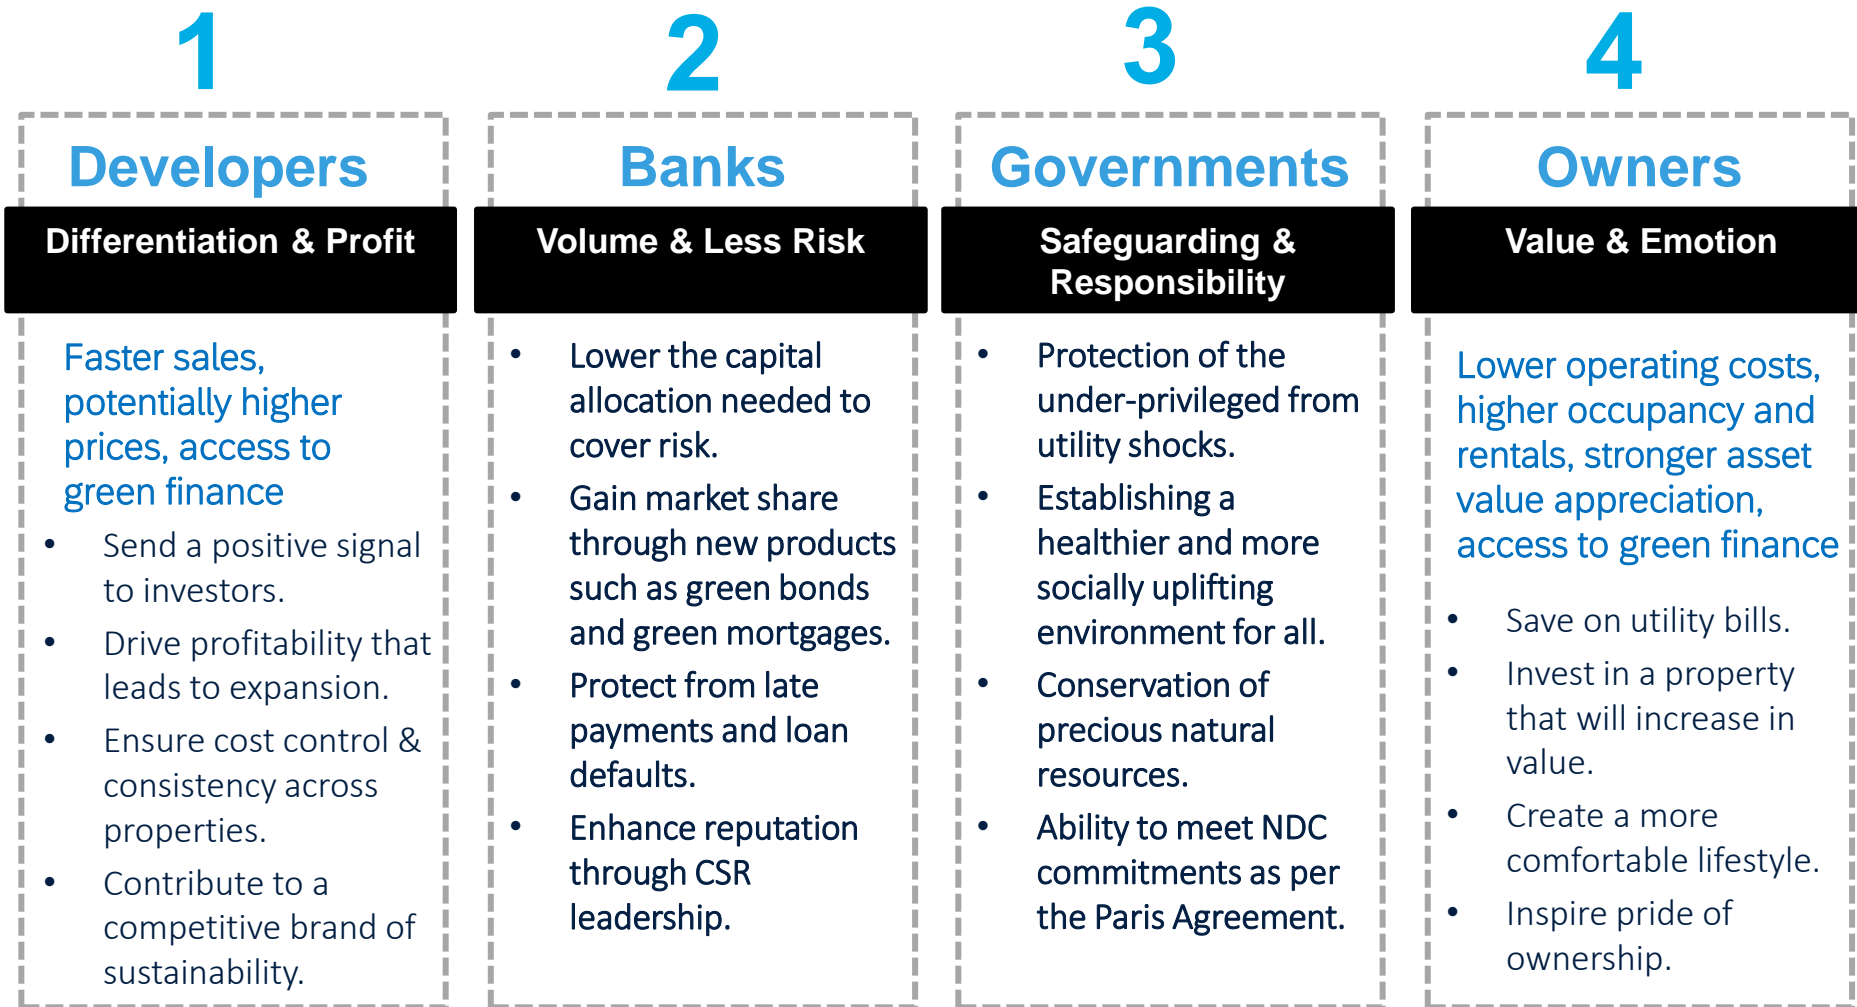 1
Developers
Differentiation & Profit
Faster sales,
potentially higher
prices, access to
green finance
• Send a positive signal
to investors.
• Drive profitability that
leads to expansion.
• Ensure cost control &
consistency across
properties.
• Contribute to a
competitive brand of
sustainability.
2
Banks
Volume & Less Risk
• Lower the capital
allocation needed to
cover risk.
• Gain market share
through new products
such as green bonds
and green mortgages.
• Protect from late
payments and loan
defaults.
• Enhance reputation
through CSR
leadership.
3
Governments
Safeguarding &
Responsibility
• Protection of the
under-privileged from
utility shocks.
• Establishing a
healthier and more
socially uplifting
environment for all.
• Conservation of
precious natural
resources.
• Ability to meet NDC
commitments as per
the Paris Agreement.
4
Owners
Value & Emotion
Lower operating costs,
higher occupancy and
rentals, stronger asset
value appreciation,
access to green finance
• Save on utility bills.
• Invest in a property
that will increase in
value.
• Create a more
comfortable lifestyle.
• Inspire pride of
ownership.